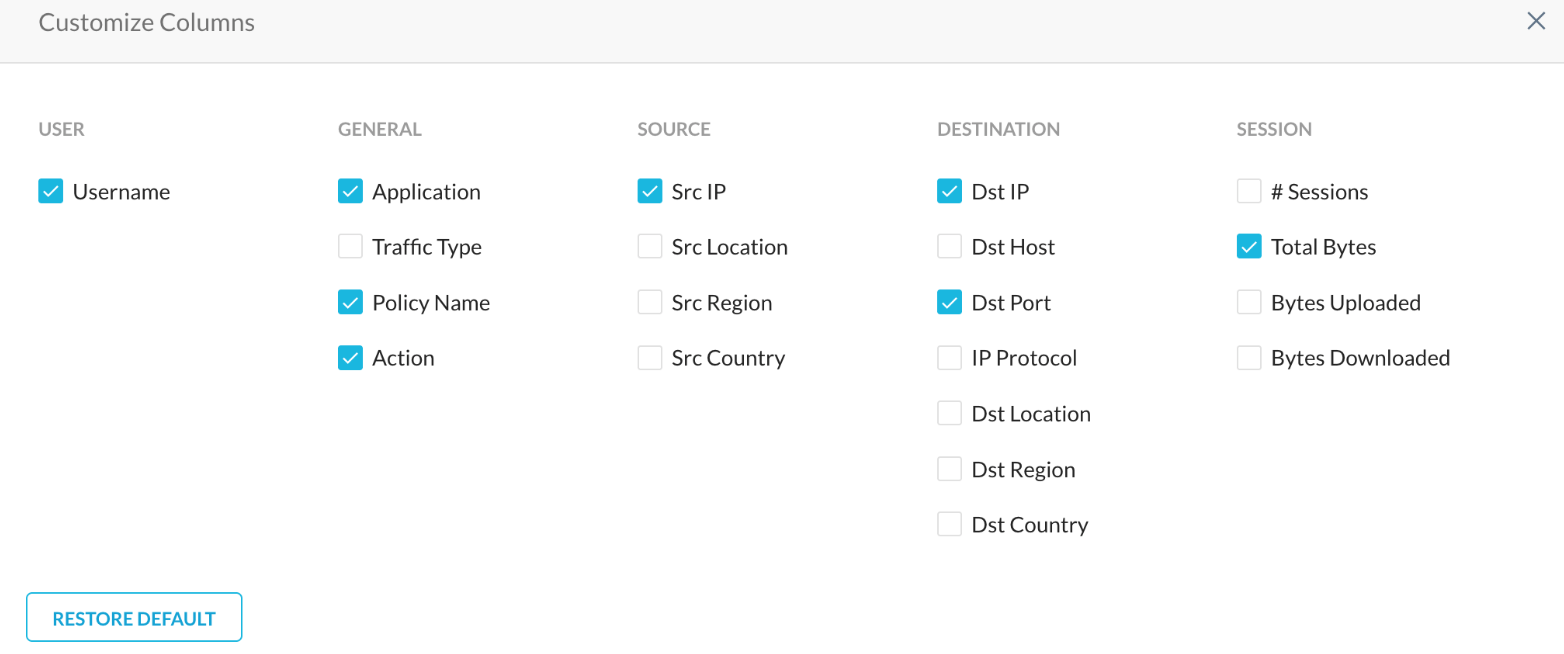 Customize Columns
USER
GENERAL
SOURCE
DESTINATION
SESSION
Username
Application
Src IP
Dst IP
# Sessions
Traffic Type
Src Location
Dst Host
Total Bytes
Policy Name
Src Region
Dst Port
Bytes Uploaded
Action
Src Country
IP Protocol
Bytes Downloaded
Dst Location
Dst Region
Dst Country
RESTORE DEFAULT